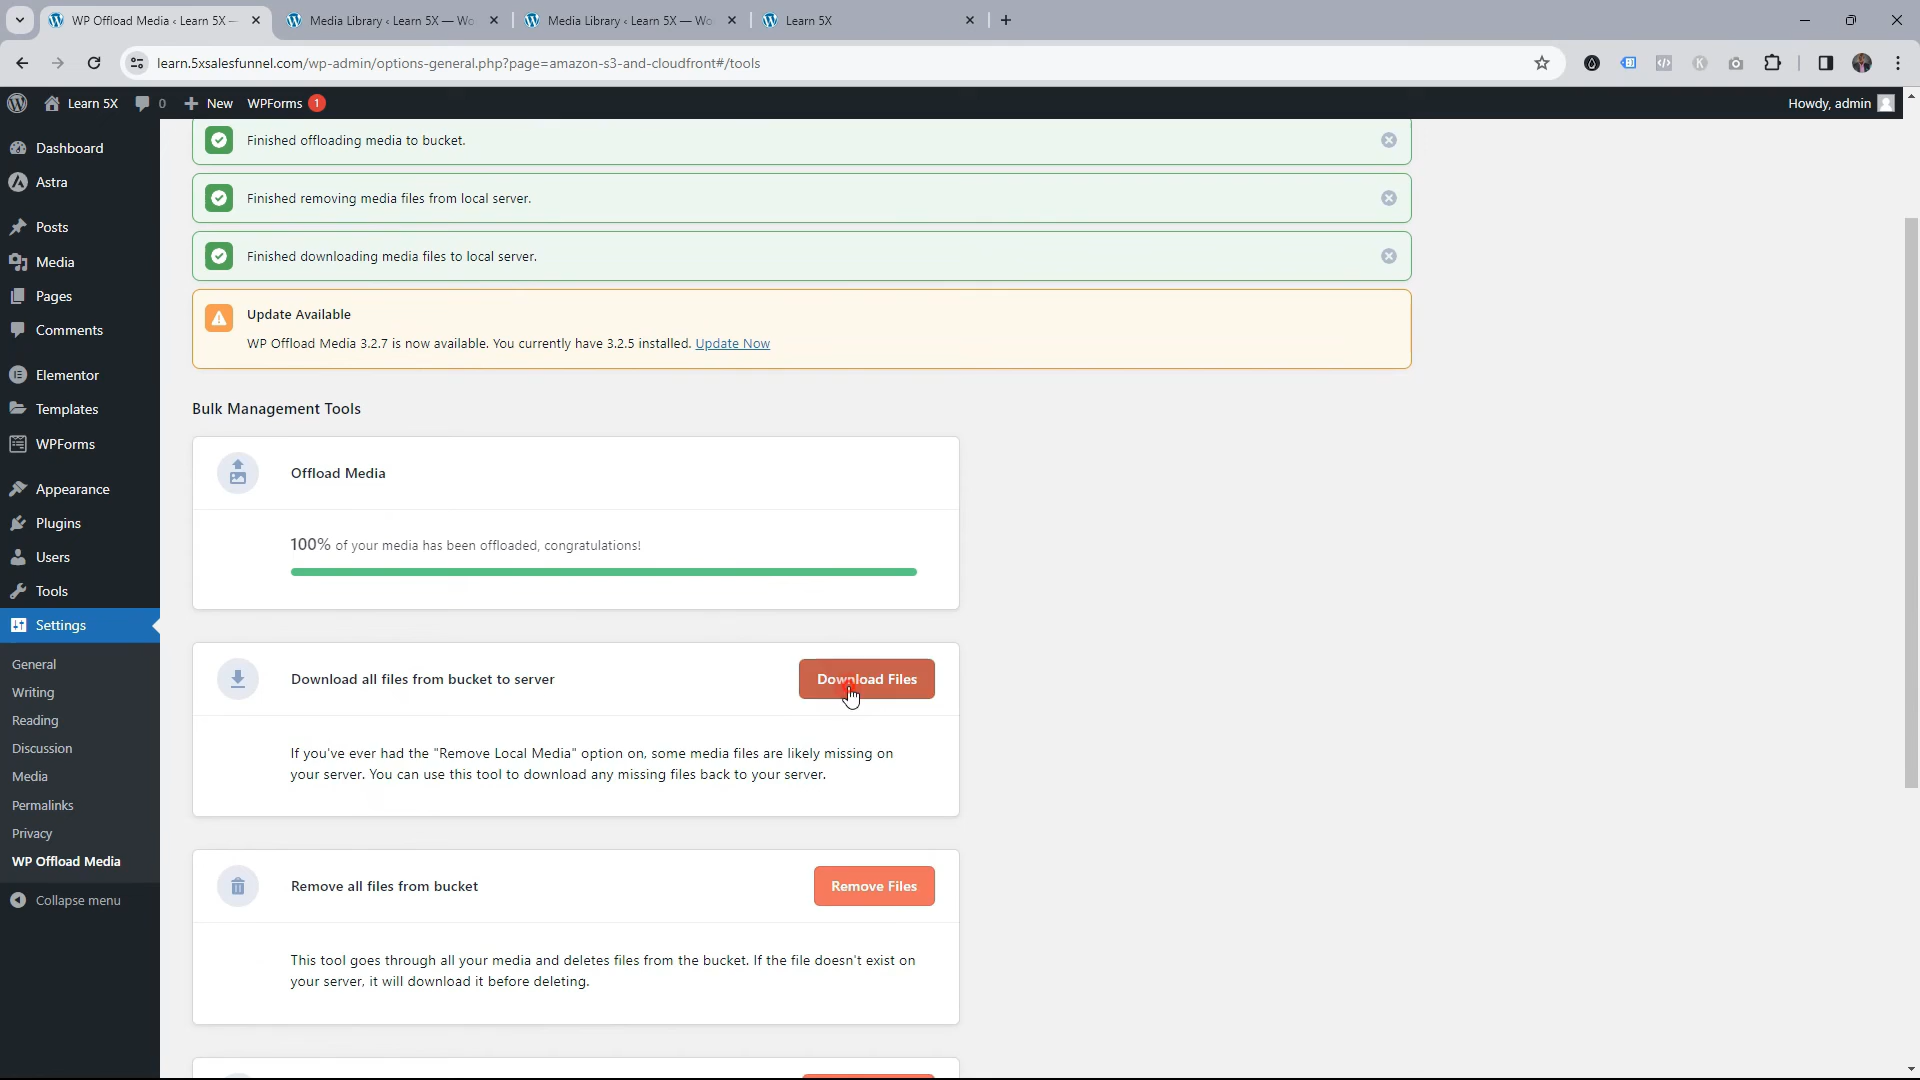 WP Offload Media ‹ Learn 5X —
Media Library ‹ Learn 5X — Wo
Media Library ‹ Learn 5X — Wo
Learn 5X
learn.5xsalesfunnel.com/wp-admin/options-general.php?page=amazon-s3-and-cloudfront#/tools
Learn 5X
0
New
WPForms 1
Howdy, admin
Dashboard
Astra
Posts
Media
Pages
Comments
Elementor
Templates
WPForms
Appearance
Plugins
Users
Tools
Settings
General
Writing
Reading
Discussion
Media
Permalinks
Privacy
WP Offload Media
Collapse menu
Finished offloading media to bucket.
Finished removing media files from local server.
Finished downloading media files to local server.
Update Available
WP Offload Media 3.2.7 is now available. You currently have 3.2.5 installed. Update Now
Bulk Management Tools
Offload Media
100% of your media has been offloaded, congratulations!
Download all files from bucket to server
Download Files
If you've ever had the "Remove Local Media" option on, some media files are likely missing on
your server. You can use this tool to download any missing files back to your server.
Remove all files from bucket
Remove Files
This tool goes through all your media and deletes files from the bucket. If the file doesn't exist on
your server, it will download it before deleting.